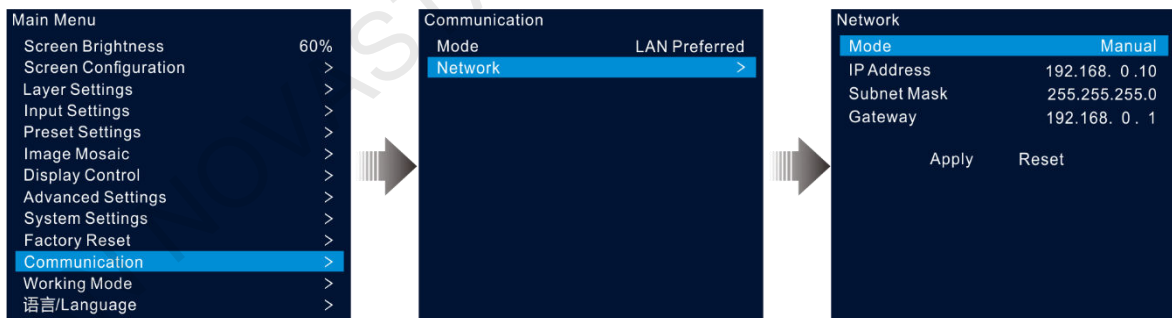 Main Menu
Screen Brightness 60%
Screen Configuration >
Layer Settings >
Input Settings >
Preset Settings >
Image Mosaic >
Display Control >
Advanced Settings >
System Settings >
Factory Reset >
Communication >
Working Mode >
语言/Language >
Communication
Mode LAN Preferred
Network >
Network
Mode Manual
IP Address 192.168. 0.10
Subnet Mask 255.255.255.0
Gateway 192.168. 0. 1
Apply Reset